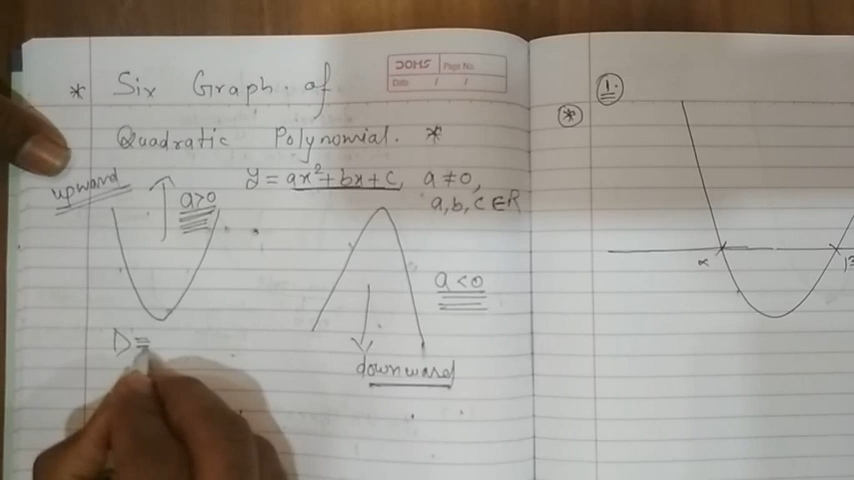 * Six Graph of
DOMS Page No.
Date / /
Quadratic Polynomial. *
y = ax²+bx+c, a≠0,
a,b,c ∈ R
upward
a>0
a<0
D=
downward
*
1.
α β